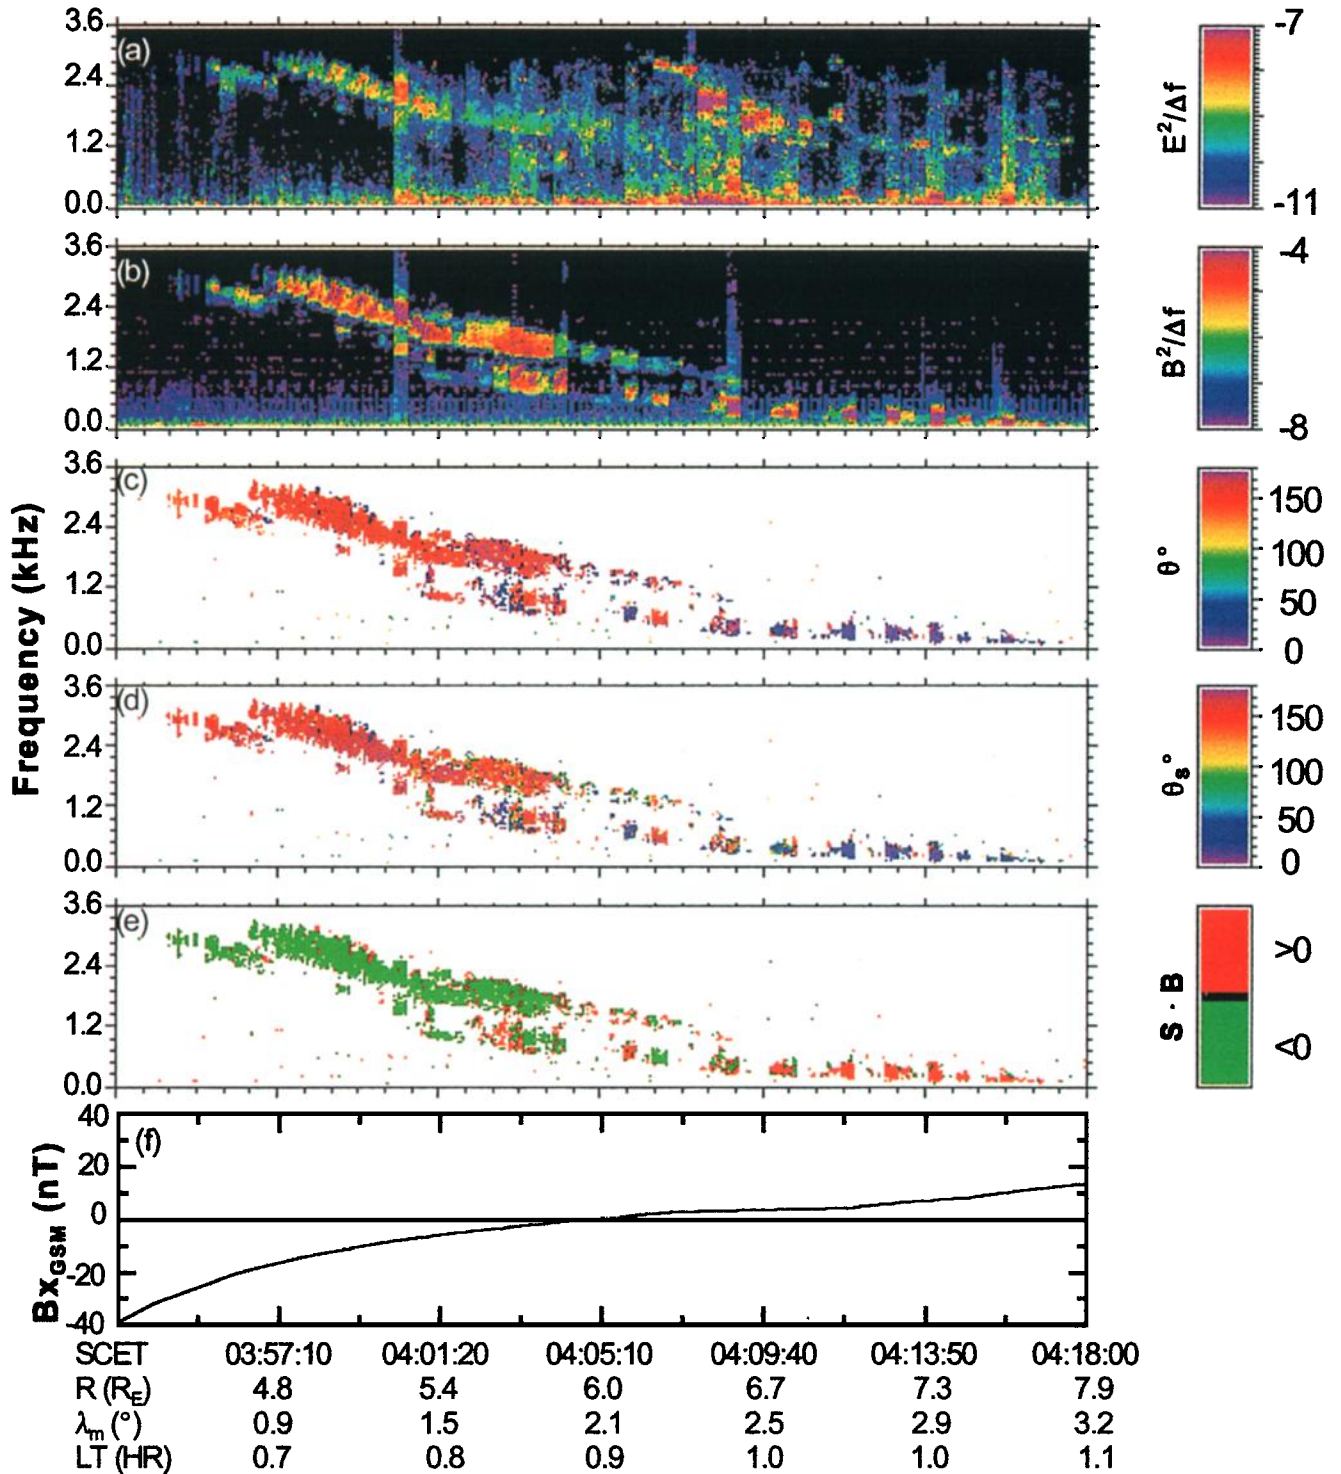 3.6
2.4
1.2
0.0
(a)
-7
-11
E²/Δf
3.6
2.4
1.2
0.0
(b)
-4
-8
B²/Δf
3.6
2.4
1.2
0.0
(c)
150
100
50
0
θ°
3.6
2.4
1.2
0.0
(d)
150
100
50
0
θₛ°
3.6
2.4
1.2
0.0
(e)
>0
<0
S · B
Frequency (kHz)
40
20
0
-20
-40
(f)
Bx_GSM (nT)
SCET 03:57:10 04:01:20 04:05:10 04:09:40 04:13:50 04:18:00
R (R_E) 4.8 5.4 6.0 6.7 7.3 7.9
λₘ (°) 0.9 1.5 2.1 2.5 2.9 3.2
LT (HR) 0.7 0.8 0.9 1.0 1.0 1.1